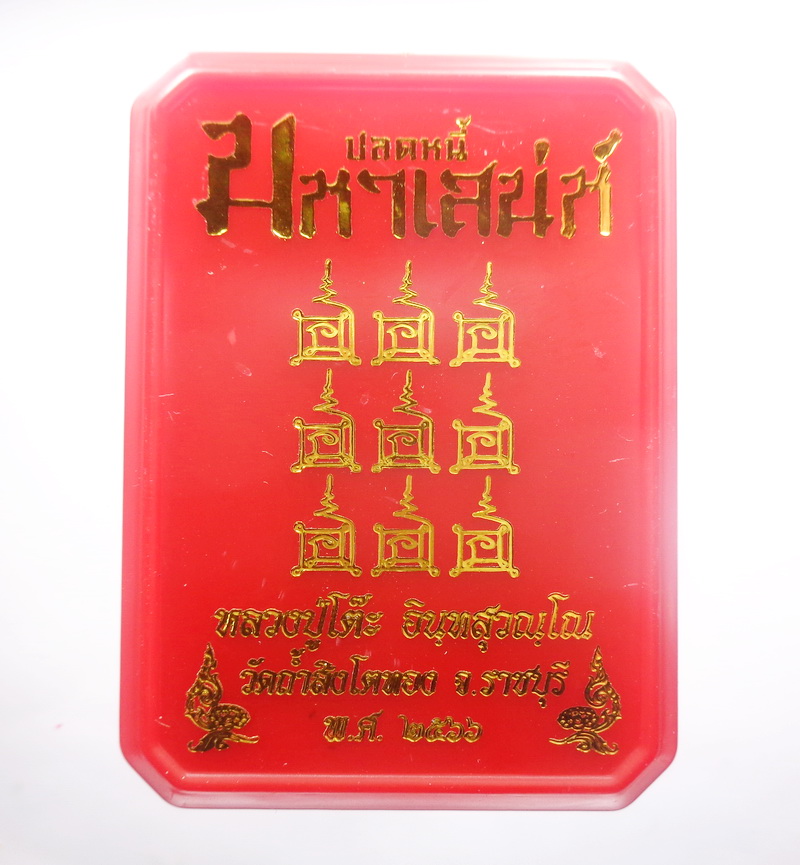 ปลดหนี้
มหาเสน่ห์
หลวงปู่โต๊ะ อินฺทสุวณฺโณ
วัดถ้ำสิงโตทอง จ.ราชบุรี
พ.ศ. ๒๕๖๖